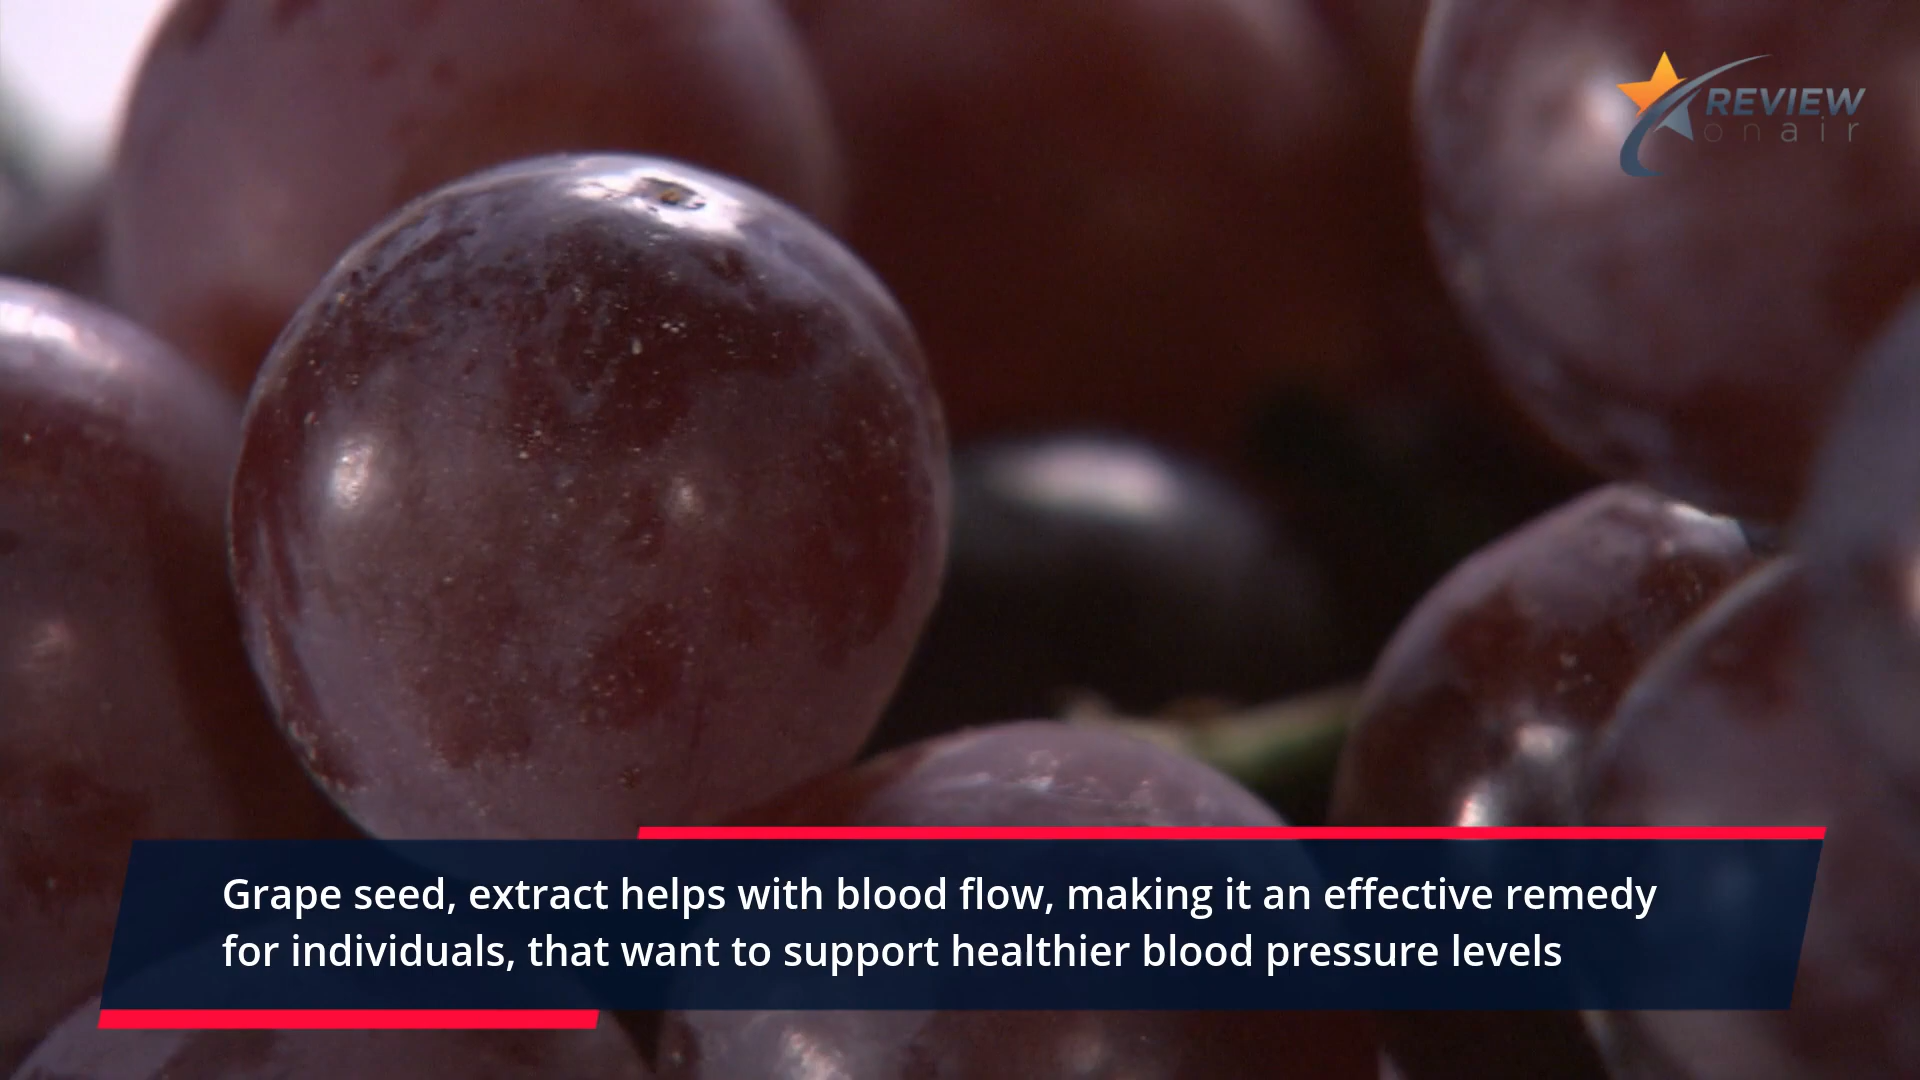 REVIEW
onair
Grape seed, extract helps with blood flow, making it an effective remedy
for individuals, that want to support healthier blood pressure levels